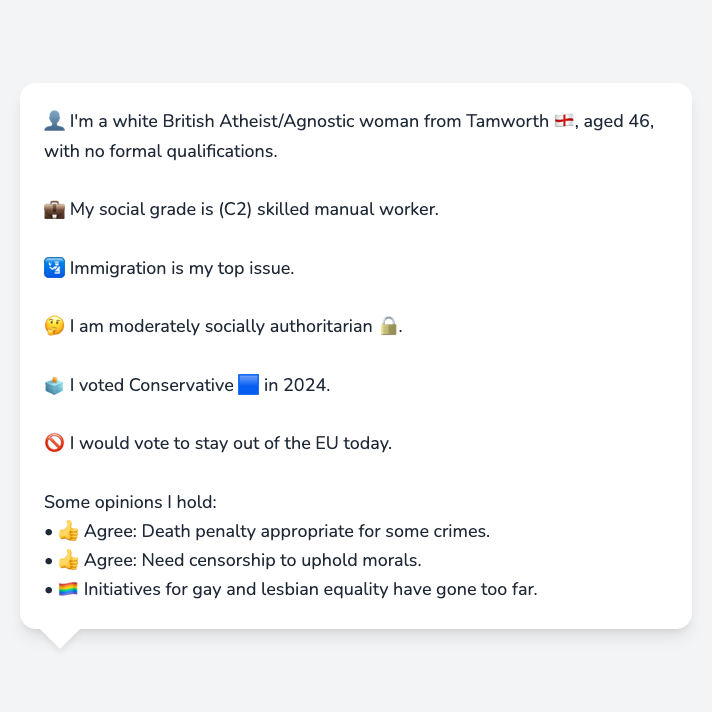 👤 I'm a white British Atheist/Agnostic woman from Tamworth 🏴󠁧󠁢󠁥󠁮󠁧󠁿, aged 46,
with no formal qualifications.
💼 My social grade is (C2) skilled manual worker.
🛂 Immigration is my top issue.
🤔 I am moderately socially authoritarian 🔒.
🗳️ I voted Conservative 🟦 in 2024.
🚫 I would vote to stay out of the EU today.
Some opinions I hold:
• 👍 Agree: Death penalty appropriate for some crimes.
• 👍 Agree: Need censorship to uphold morals.
• 🏳️‍🌈 Initiatives for gay and lesbian equality have gone too far.